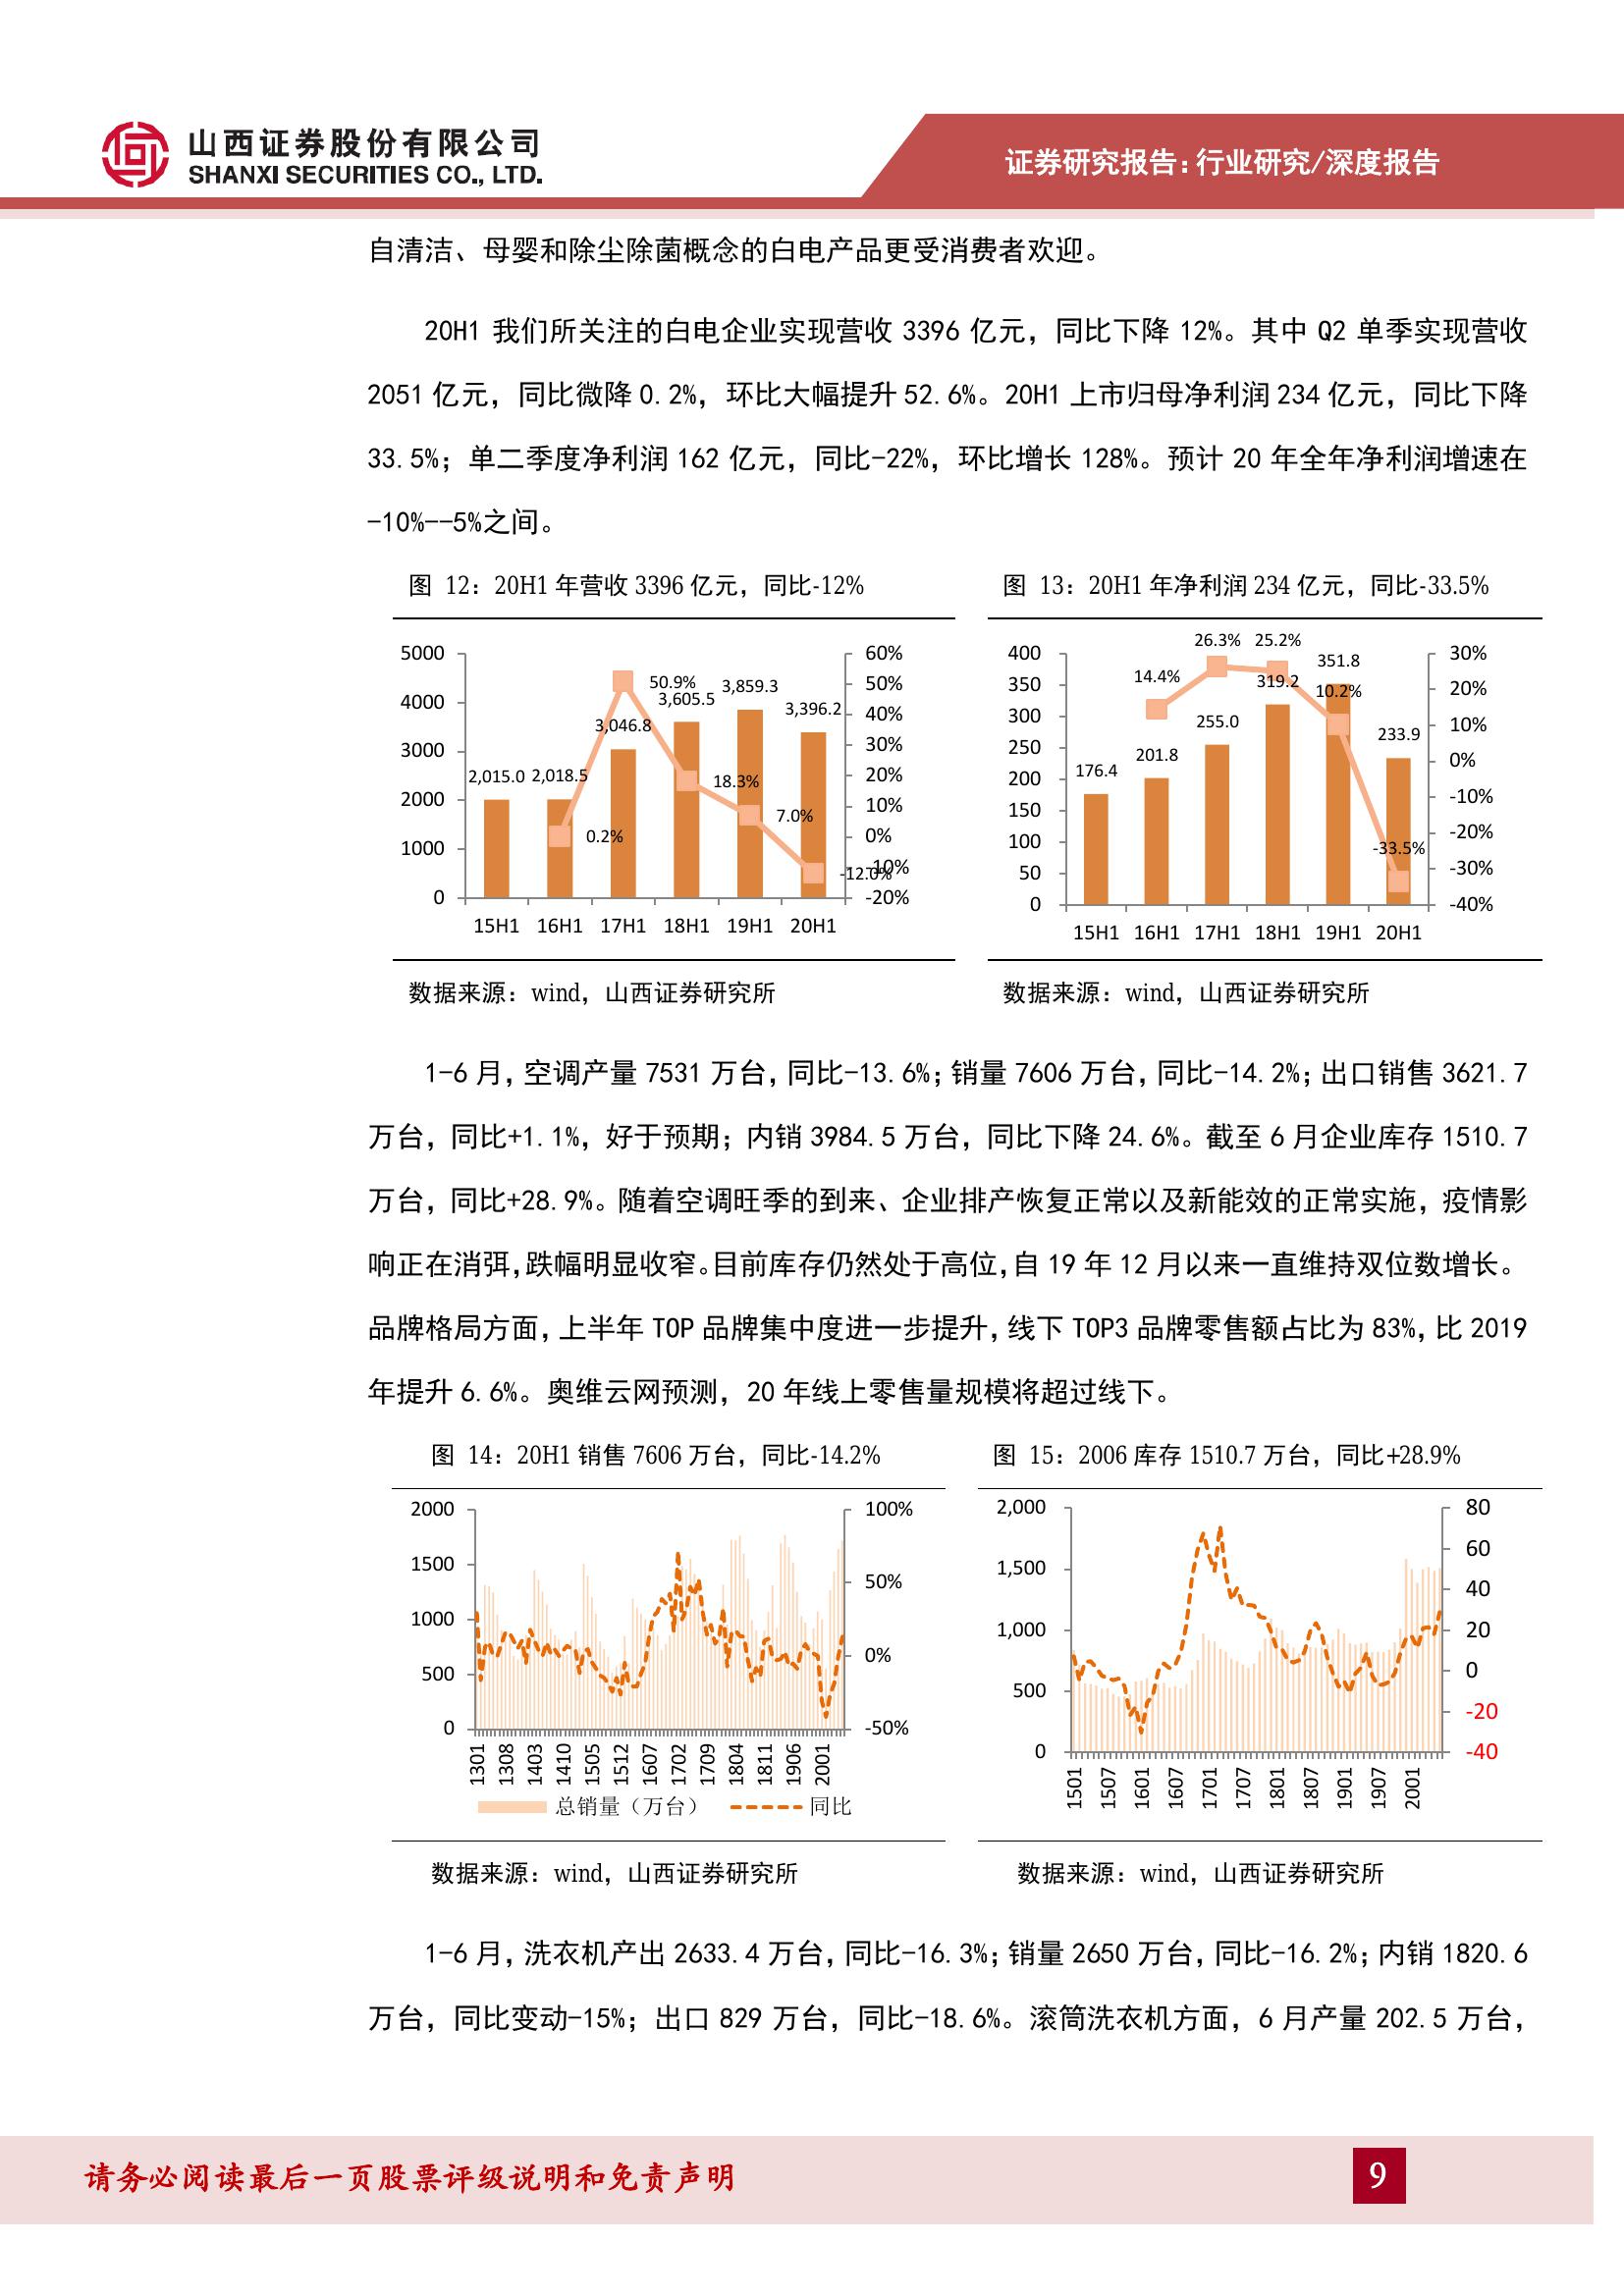 山西证券股份有限公司
SHANXI SECURITIES CO., LTD.
证券研究报告：行业研究/深度报告
自清洁、母婴和除尘除菌概念的白电产品更受消费者欢迎。
20H1 我们所关注的白电企业实现营收 3396 亿元，同比下降 12%。其中 Q2 单季实现营收
2051 亿元，同比微降 0.2%，环比大幅提升 52.6%。20H1 上市归母净利润 234 亿元，同比下降
33.5%；单二季度净利润 162 亿元，同比-22%，环比增长 128%。预计 20 年全年净利润增速在
-10%--5%之间。
图 12：20H1 年营收 3396 亿元，同比-12%
5000
4000
3000
2000
1000
0
60%
50%
40%
30%
20%
10%
0%
-10%
-20%
2,015.0 2,018.5
3,046.8
3,605.5
3,859.3
3,396.2
0.2%
50.9%
18.3%
7.0%
-12.0%
15H1 16H1 17H1 18H1 19H1 20H1
数据来源：wind，山西证券研究所
图 13：20H1 年净利润 234 亿元，同比-33.5%
400
350
300
250
200
150
100
50
0
30%
20%
10%
0%
-10%
-20%
-30%
-40%
176.4
201.8
255.0
319.2
351.8
233.9
14.4%
26.3%
25.2%
10.2%
-33.5%
15H1 16H1 17H1 18H1 19H1 20H1
数据来源：wind，山西证券研究所
1-6 月，空调产量 7531 万台，同比-13.6%；销量 7606 万台，同比-14.2%；出口销售 3621.7
万台，同比+1.1%，好于预期；内销 3984.5 万台，同比下降 24.6%。截至 6 月企业库存 1510.7
万台，同比+28.9%。随着空调旺季的到来、企业排产恢复正常以及新能效的正常实施，疫情影
响正在消弭，跌幅明显收窄。目前库存仍然处于高位，自 19 年 12 月以来一直维持双位数增长。
品牌格局方面，上半年 TOP 品牌集中度进一步提升，线下 TOP3 品牌零售额占比为 83%，比 2019
年提升 6.6%。奥维云网预测，20 年线上零售量规模将超过线下。
图 14：20H1 销售 7606 万台，同比-14.2%
2000
1500
1000
500
0
100%
50%
0%
-50%
1301 1308 1403 1410 1505 1512 1607 1702 1709 1804 1811 1906 2001
总销量（万台） 同比
数据来源：wind，山西证券研究所
图 15：2006 库存 1510.7 万台，同比+28.9%
2,000
1,500
1,000
500
0
80
60
40
20
0
-20
-40
1501 1507 1601 1607 1701 1707 1801 1807 1901 1907 2001
数据来源：wind，山西证券研究所
1-6 月，洗衣机产出 2633.4 万台，同比-16.3%；销量 2650 万台，同比-16.2%；内销 1820.6
万台，同比变动-15%；出口 829 万台，同比-18.6%。滚筒洗衣机方面，6 月产量 202.5 万台，
请务必阅读最后一页股票评级说明和免责声明
9